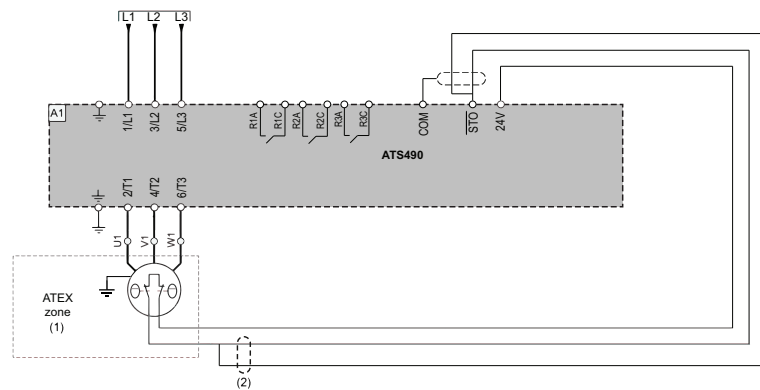 L1 L2 L3
A1
1/L1 3/L2 5/L3 R1A R1C R2A R2C R3A R3C COM STO 24V
ATS490
2/T1 4/T2 6/T3
U1 V1 W1
ATEX
zone
(1)
(2)